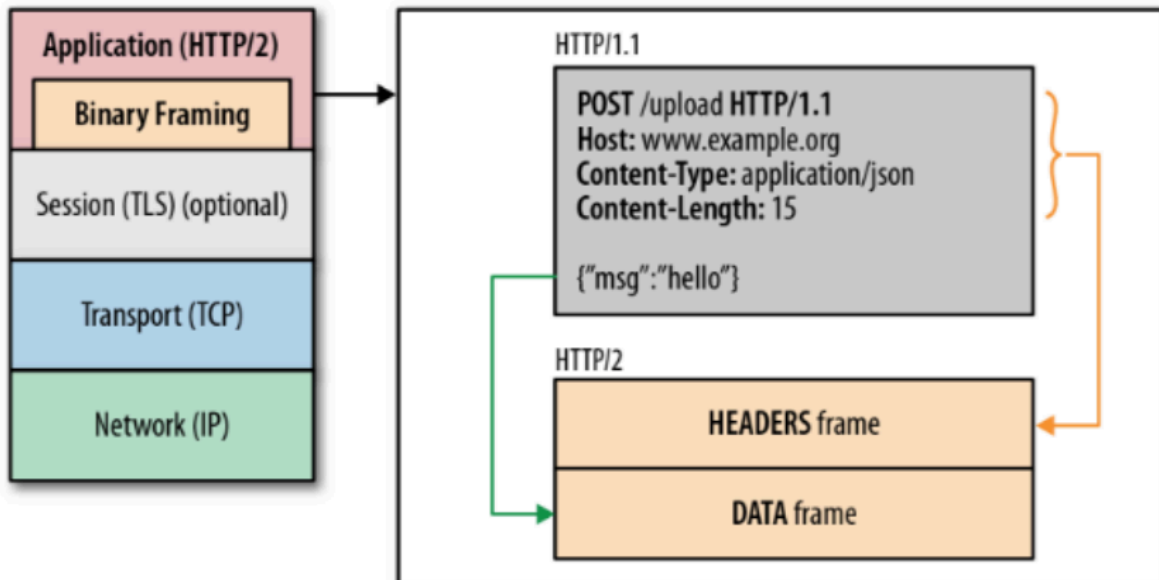 Application (HTTP/2)
Binary Framing
Session (TLS) (optional)
Transport (TCP)
Network (IP)
HTTP/1.1
POST /upload HTTP/1.1
Host: www.example.org
Content-Type: application/json
Content-Length: 15
{"msg":"hello"}
HTTP/2
HEADERS frame
DATA frame